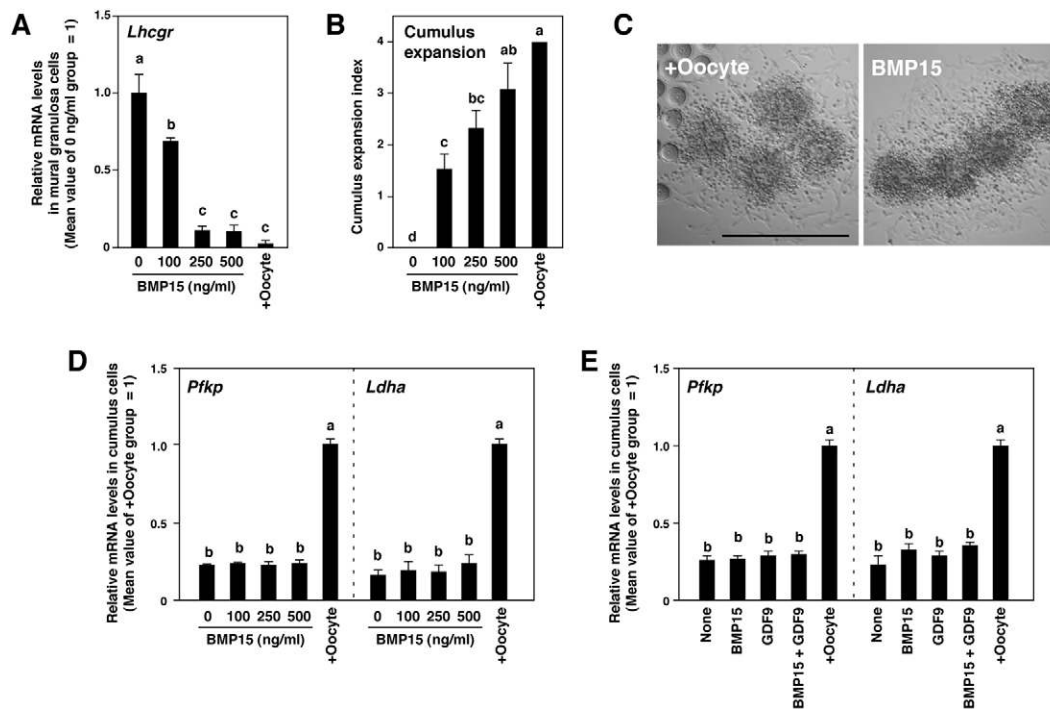 A
Lhcgr
Relative mRNA levels
in mural granulosa cells
(Mean value of 0 ng/ml group = 1)
1.5
1.0
0.5
0
a
b
c
c
c
0 100 250 500
BMP15 (ng/ml)
+Oocyte
B
Cumulus
expansion
Cumulus expansion index
4
3
2
1
0
d
c
bc
ab
a
0 100 250 500
BMP15 (ng/ml)
+Oocyte
C
+Oocyte
BMP15
D
Relative mRNA levels in cumulus cells
(Mean value of +Oocyte group = 1)
1.5
1.0
0.5
0
Pfkp
b b b b a
0 100 250 500
BMP15 (ng/ml)
+Oocyte
Ldha
b b b b a
0 100 250 500
BMP15 (ng/ml)
+Oocyte
E
Relative mRNA levels in cumulus cells
(Mean value of +Oocyte group = 1)
1.5
1.0
0.5
0
Pfkp
b b b b a
None
BMP15
GDF9
BMP15 + GDF9
+Oocyte
Ldha
b b b b a
None
BMP15
GDF9
BMP15 + GDF9
+Oocyte